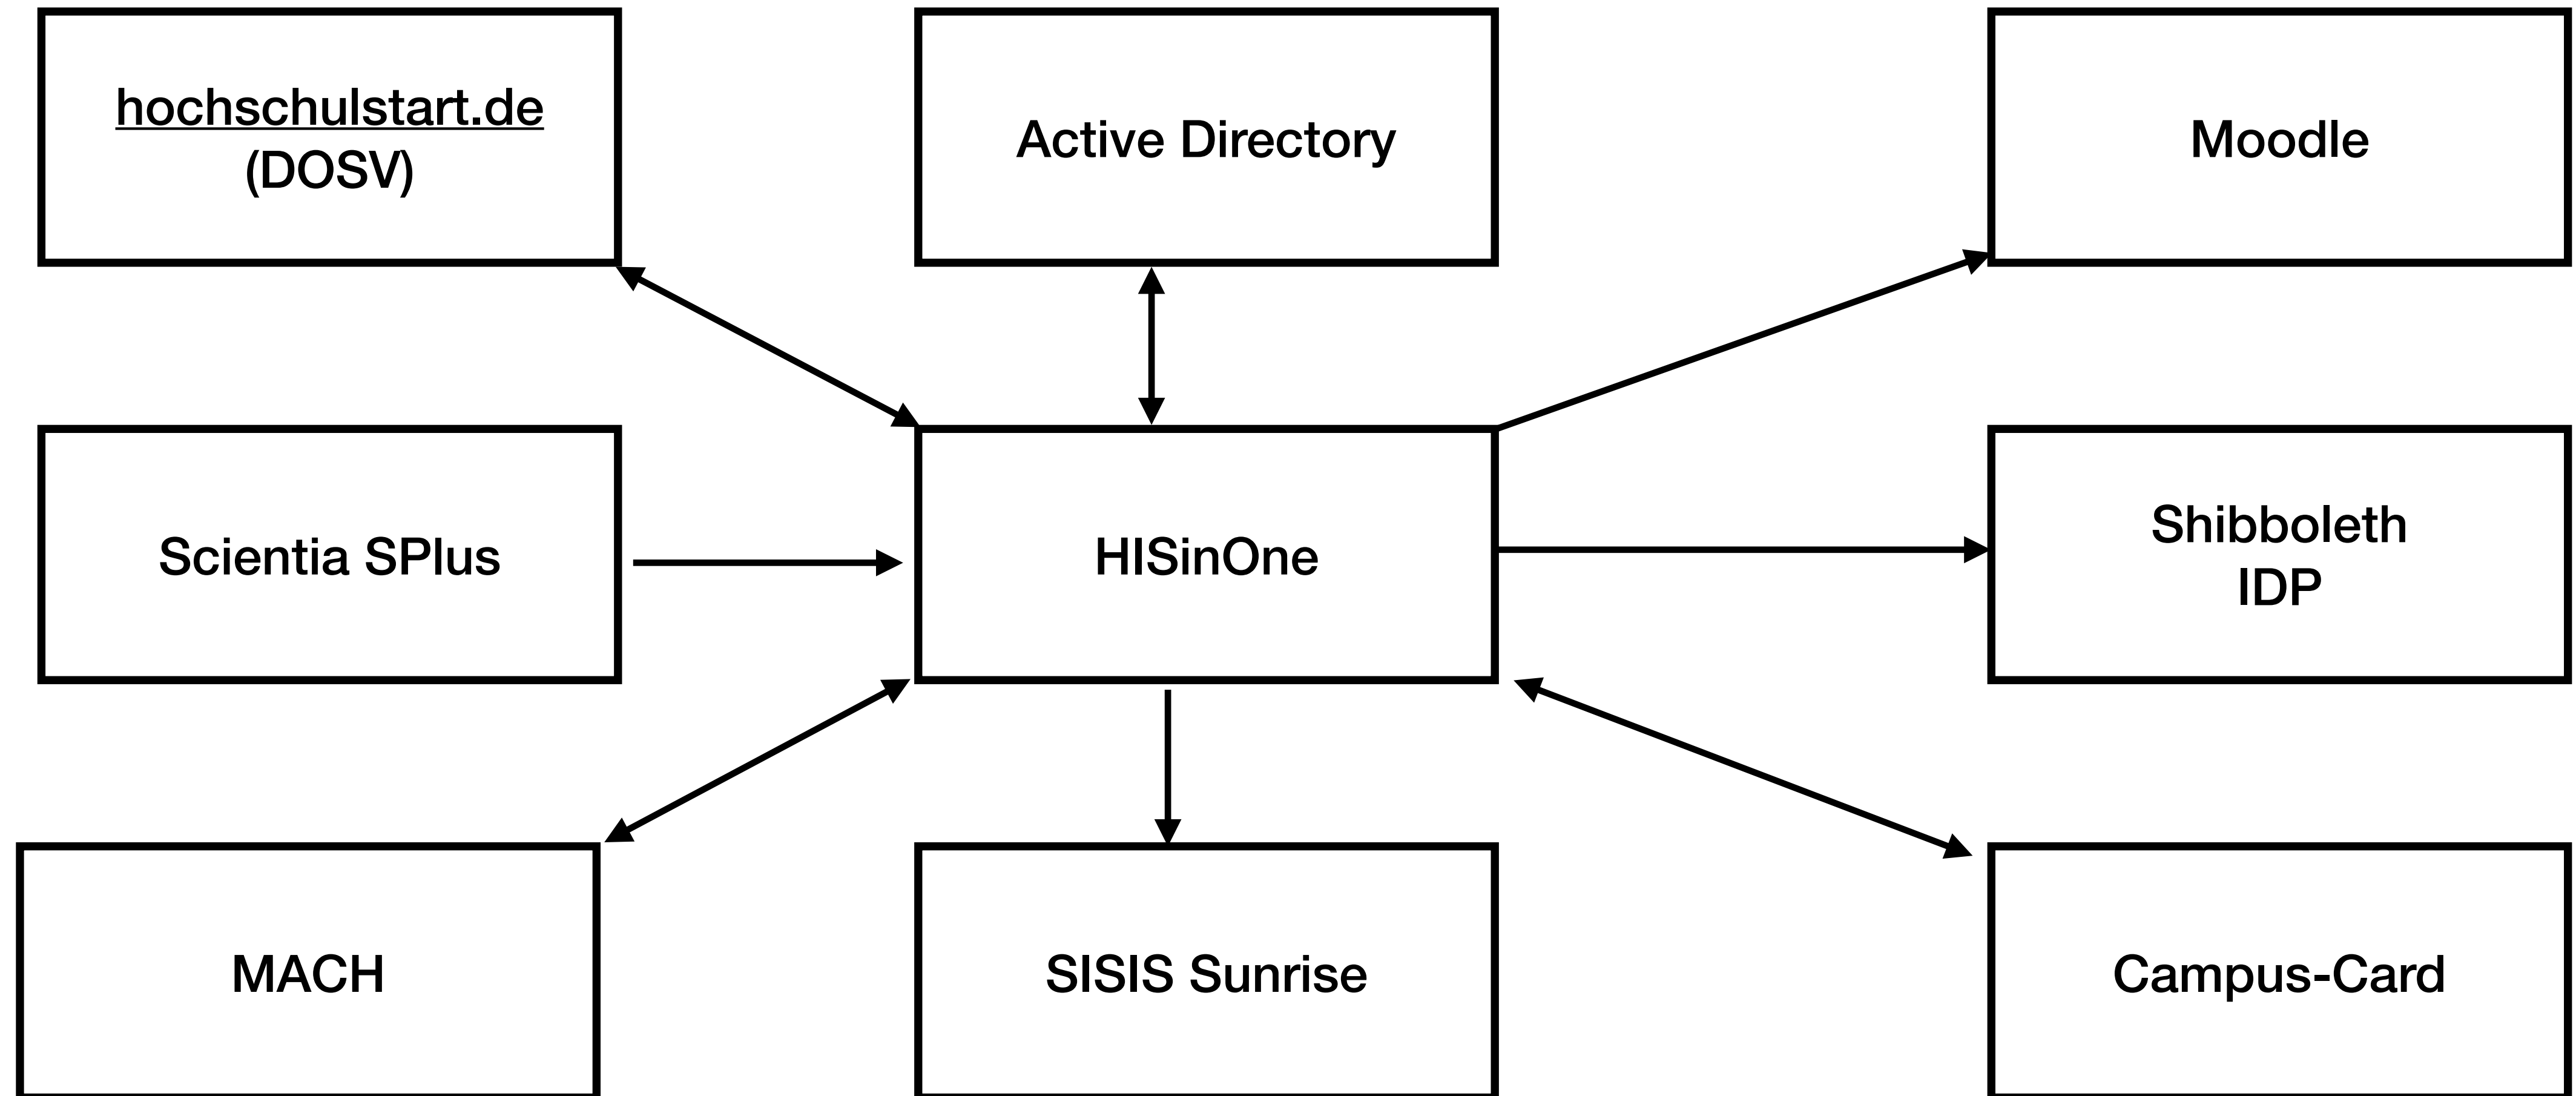 hochschulstart.de
(DOSV)
Active Directory
Moodle
Scientia SPlus
HISinOne
Shibboleth
IDP
MACH
SISIS Sunrise
Campus-Card